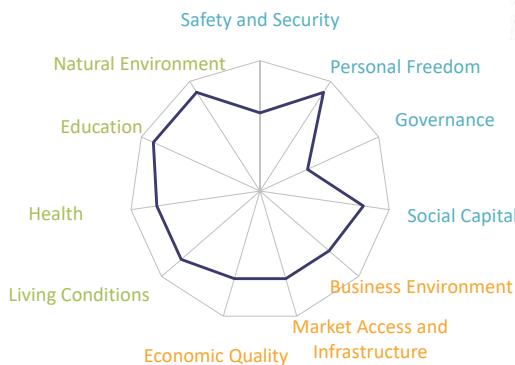 Safety and Security
Natural Environment
Personal Freedom
Education
Governance
Health
Social Capital
Living Conditions
Business Environment
Market Access and
Infrastructure
Economic Quality